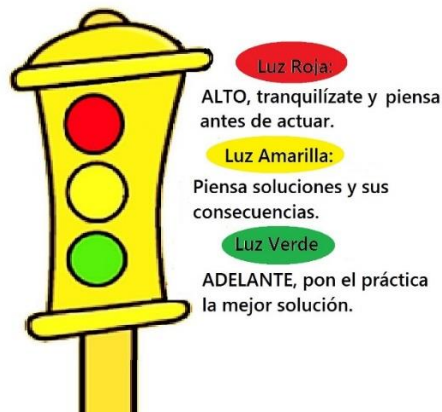 Luz Roja:
ALTO, tranquilízate y piensa
antes de actuar.
Luz Amarilla:
Piensa soluciones y sus
consecuencias.
Luz Verde
ADELANTE, pon el práctica
la mejor solución.